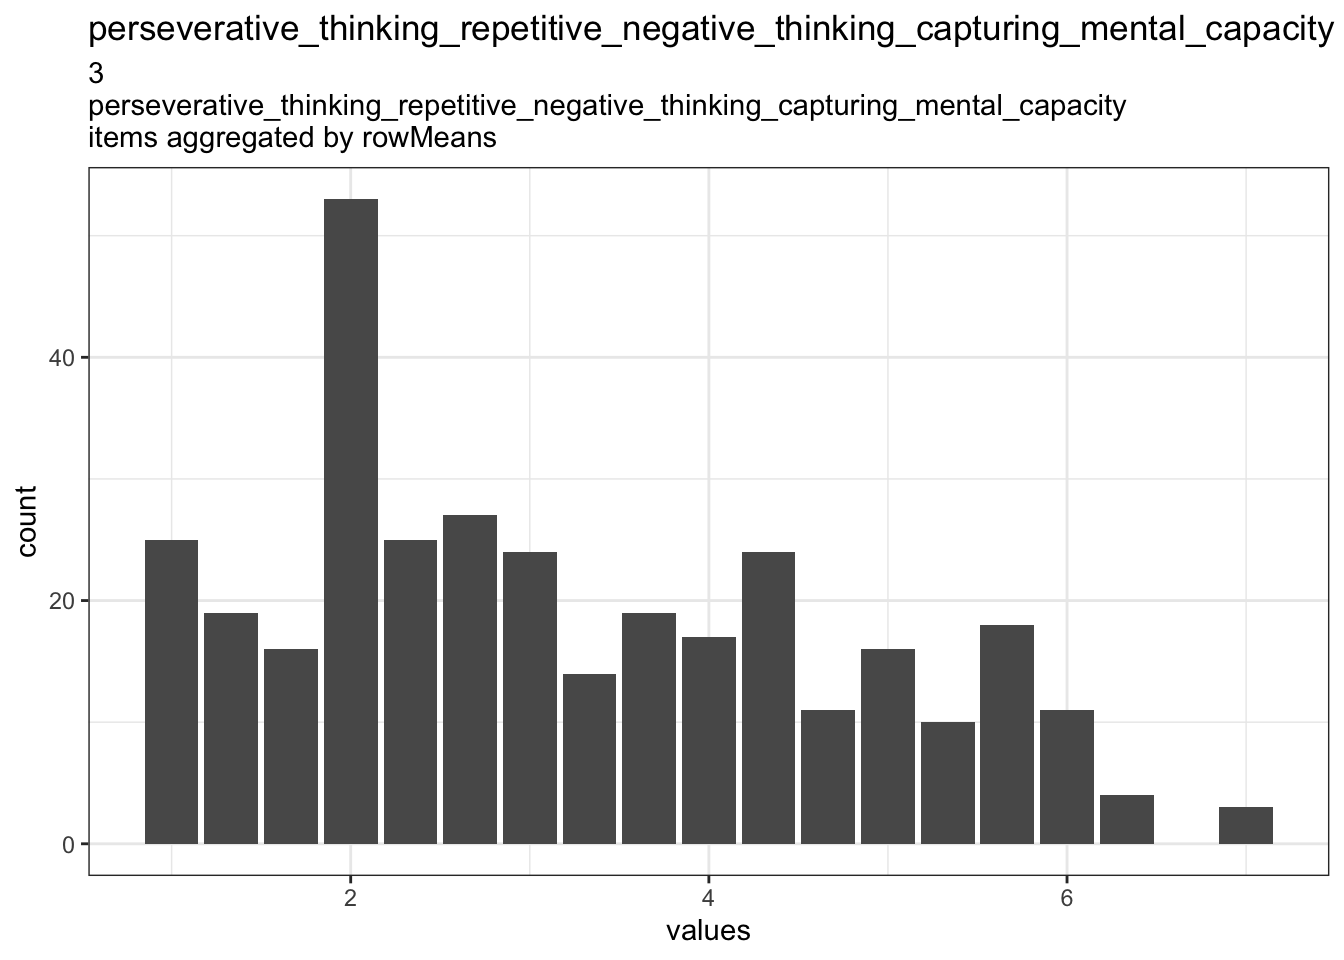 perseverative_thinking_repetitive_negative_thinking_capturing_mental_capacity
3
perseverative_thinking_repetitive_negative_thinking_capturing_mental_capacity
items aggregated by rowMeans
40
20
0
count
2 4 6
values